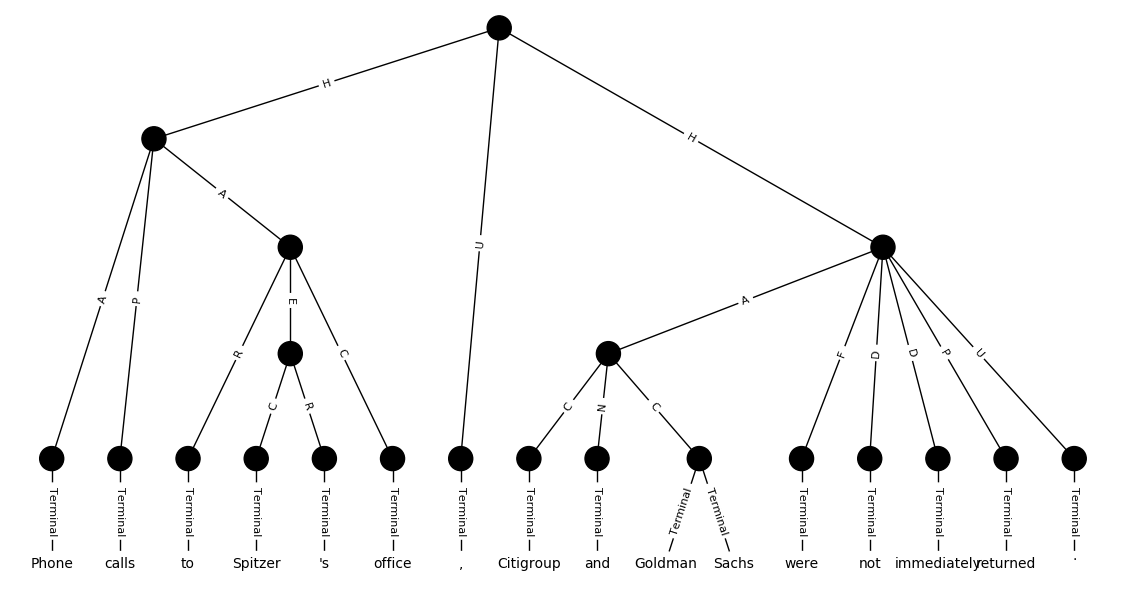 H
H
A
U
A
A
P
E
R
C
F
D
D
P
U
C
R
C
N
C
Terminal Terminal Terminal Terminal Terminal Terminal Terminal Terminal Terminal Terminal Terminal Terminal Terminal Terminal Terminal Terminal
Phone calls to Spitzer 's office , Citigroup and Goldman Sachs were not immediately returned .